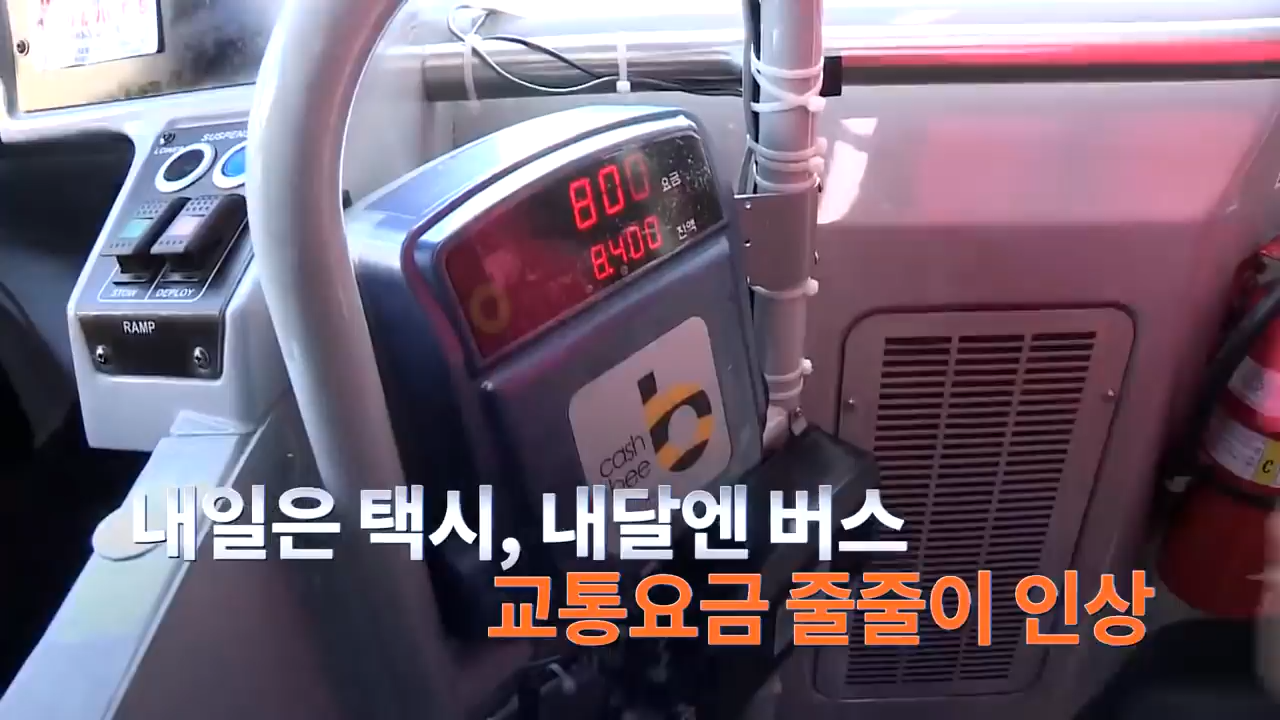 SUSPENS
LOWER
800 요금
8,400 잔액
STOW DEPLOY
RAMP
b
cash
bee
내일은 택시, 내달엔 버스
교통요금 줄줄이 인상
C